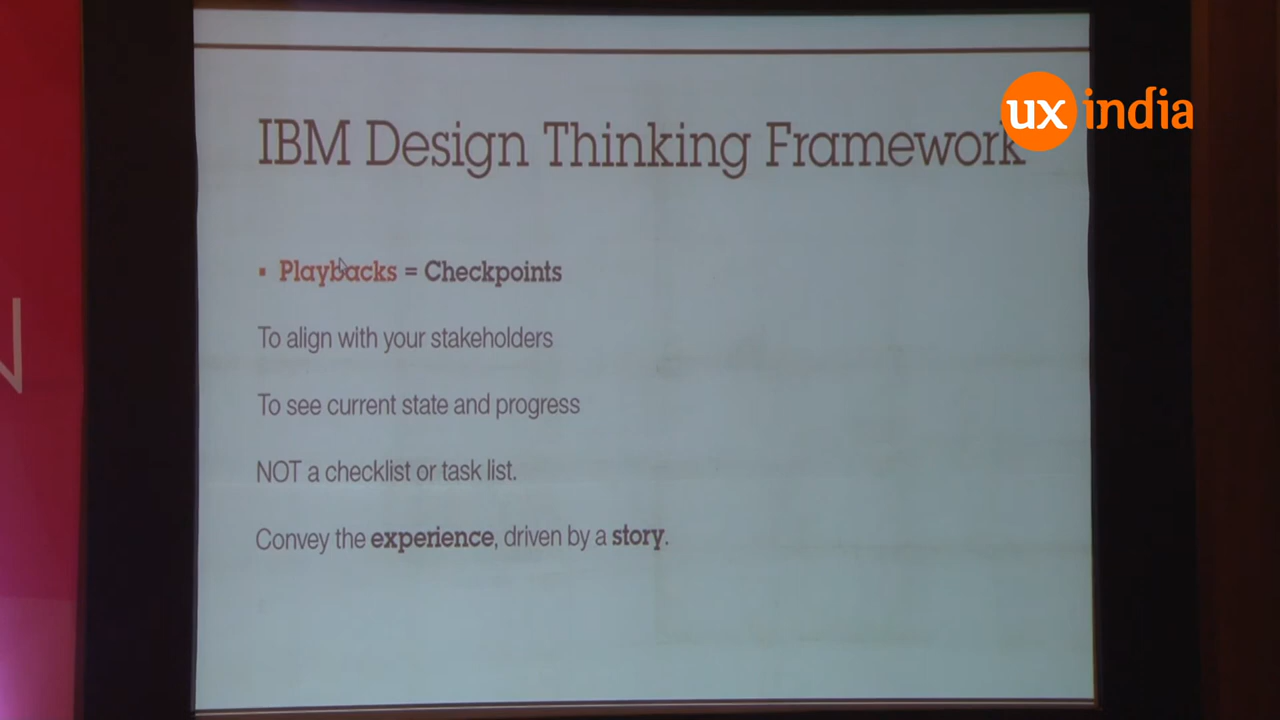 ux india
IBM Design Thinking Framework
▪ Playbacks = Checkpoints
To align with your stakeholders
To see current state and progress
NOT a checklist or task list.
Convey the experience, driven by a story.